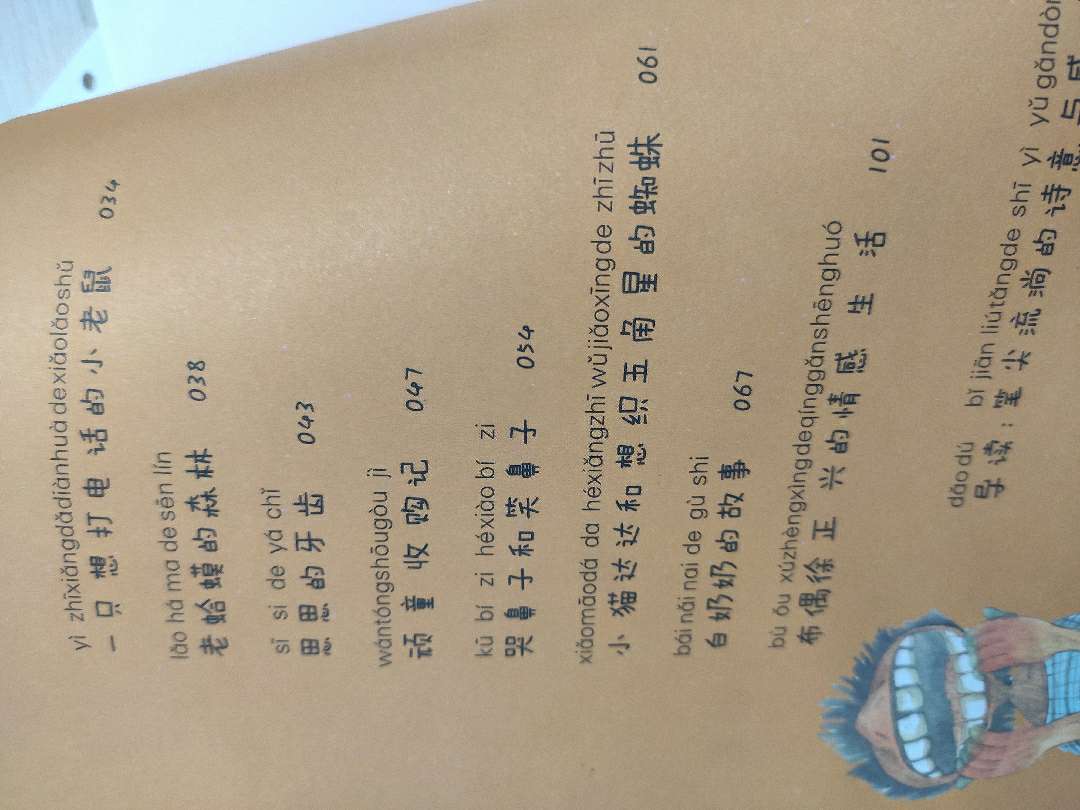 yì zhīxiǎngdǎdiànhuà dexiǎolǎoshǔ
一只想打电话的小老鼠 034
lǎo há ma de sēn lín
老蛤蟆的森林 038
sī si de yá chǐ
思思的牙齿 043
wántóngshōugòu jì
顽童收购记 047
kū bí zi héxiào bí zi
哭鼻子和笑鼻子 054
xiǎomāodá da héxiǎngzhī wǔjiǎoxīngde zhīzhū
小猫达达和想织五角星的蜘蛛 061
bái nǎi nai de gù shi
白奶奶的故事 067
bù ǒu xúzhèngxīngdeqínggǎnshēnghuó
布偶徐正兴的情感生活 101
dǎo dú bǐ jiān liútǎngde shī yì yǔ gǎndòn
导读：笔尖流淌的诗意与感